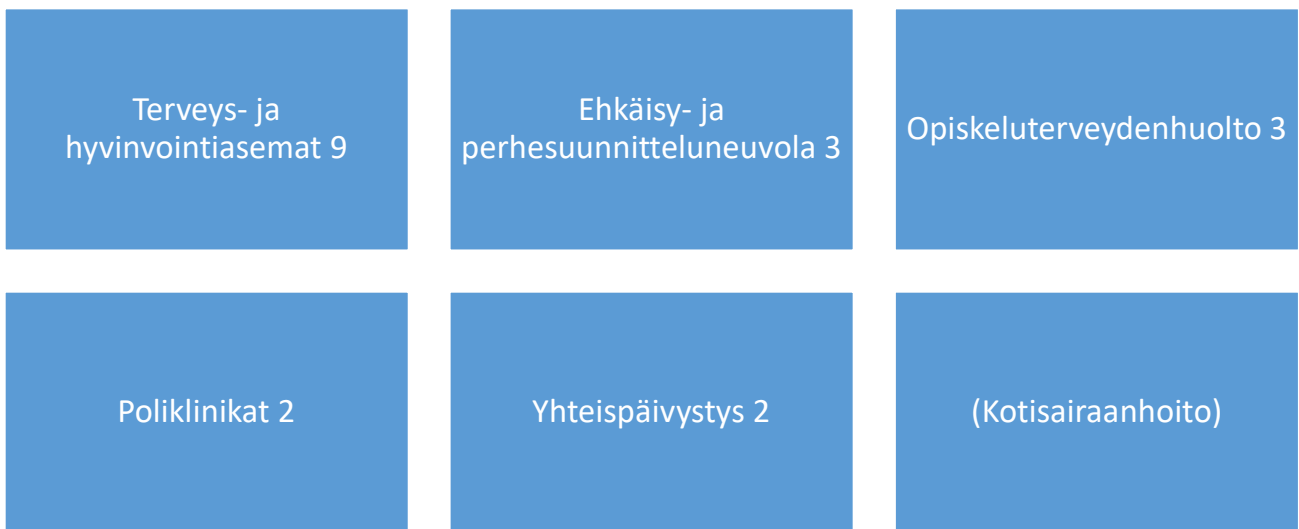 Terveys- ja
hyvinvointiasemat 9
Ehkäisy- ja
perhesuunnitteluneuvola 3
Opiskeluterveydenhuolto 3
Poliklinikat 2
Yhteispäivystys 2
(Kotisairaanhoito)